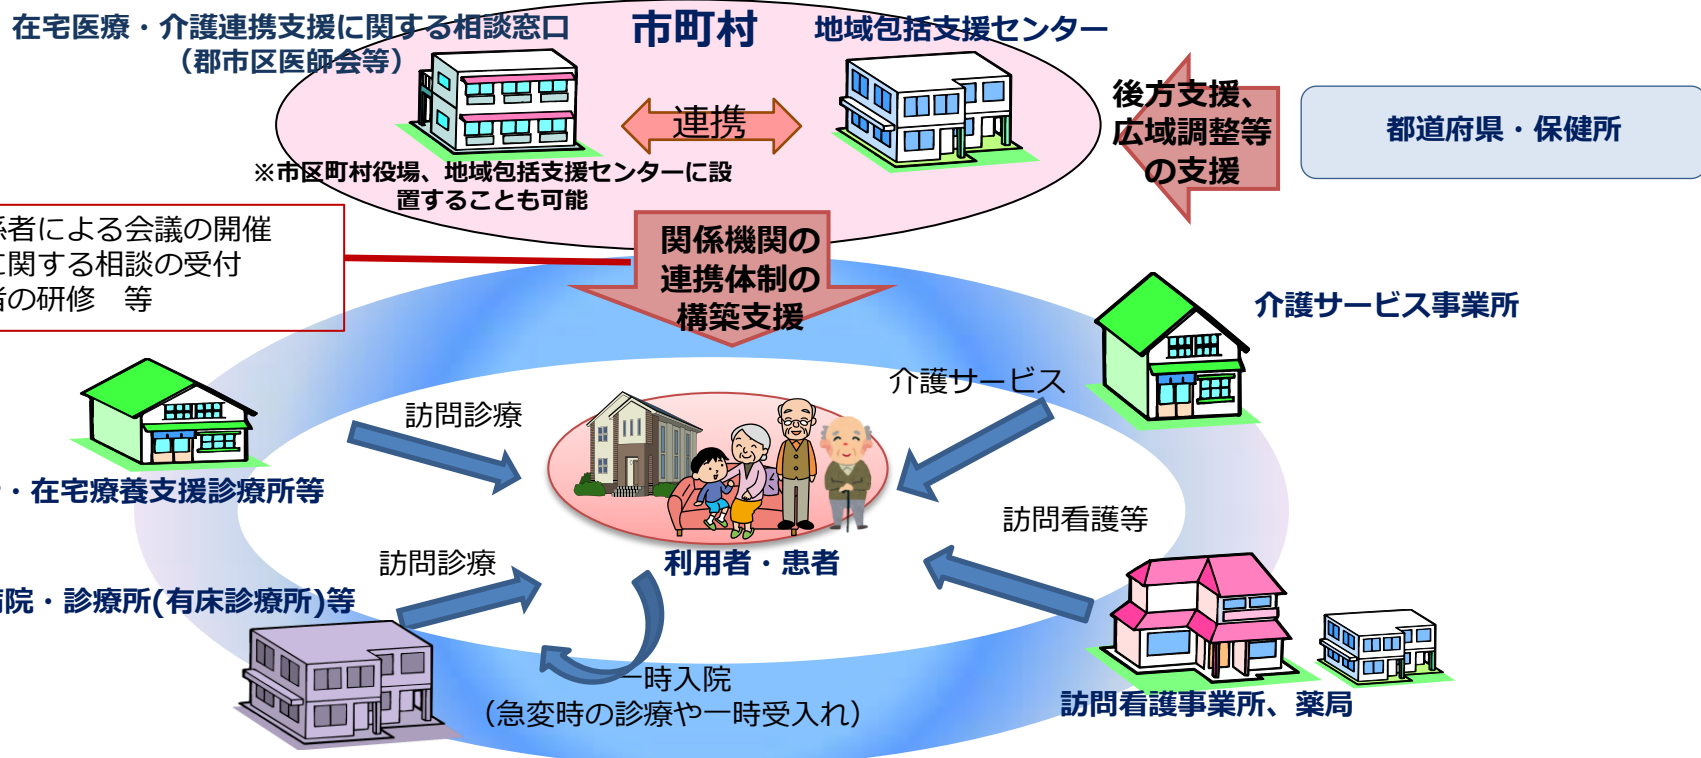 在宅医療・介護連携支援に関する相談窓口
（郡市区医師会等）
市町村
地域包括支援センター
連携
※市区町村役場、地域包括支援センターに設
置することも可能
後方支援、
広域調整等
の支援
都道府県・保健所
係者による会議の開催
に関する相談の受付
者の研修　等
関係機関の
連携体制の
構築支援
介護サービス事業所
訪問診療
介護サービス
・在宅療養支援診療所等
訪問看護等
訪問診療
利用者・患者
病院・診療所(有床診療所)等
一時入院
（急変時の診療や一時受入れ）
訪問看護事業所、薬局